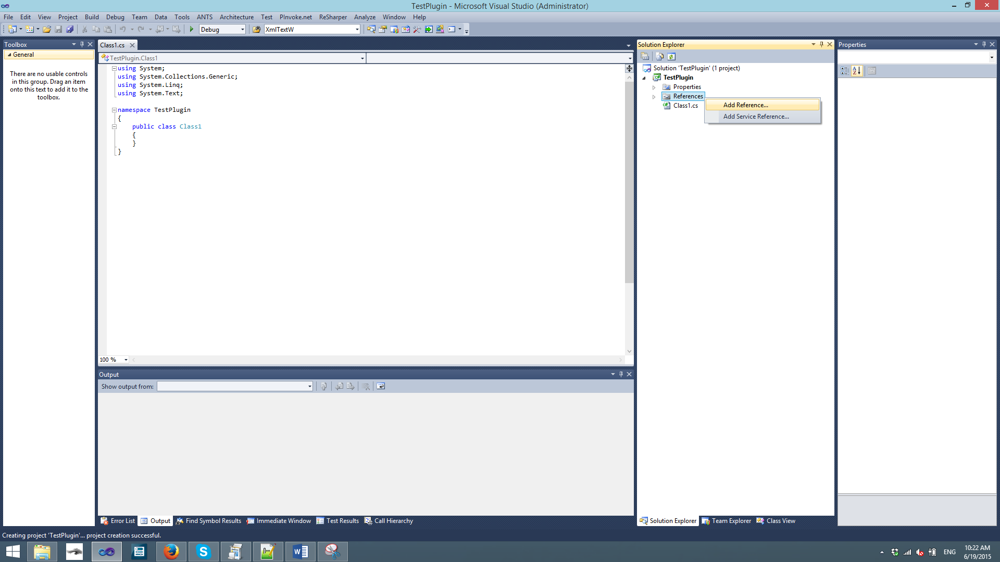 TestPlugin - Microsoft Visual Studio (Administrator)
File Edit View Project Build Debug Team Data Tools ANTS Architecture Test PInvoke.net ReSharper Analyze Window Help
Debug XmlTextW
Toolbox
General
There are no usable controls
in this group. Drag an item
onto this text to add it to the
toolbox.
Class1.cs
TestPlugin.Class1
using System;
using System.Collections.Generic;
using System.Linq;
using System.Text;
namespace TestPlugin
{
public class Class1
{
}
}
100 %
Output
Show output from:
Error List Output Find Symbol Results Immediate Window Test Results Call Hierarchy
Solution Explorer
Solution 'TestPlugin' (1 project)
TestPlugin
Properties
References
Class1.cs
Add Reference...
Add Service Reference...
Solution Explorer Team Explorer Class View
Properties
Creating project 'TestPlugin'... project creation successful.
ENG
10:22 AM
6/19/2015